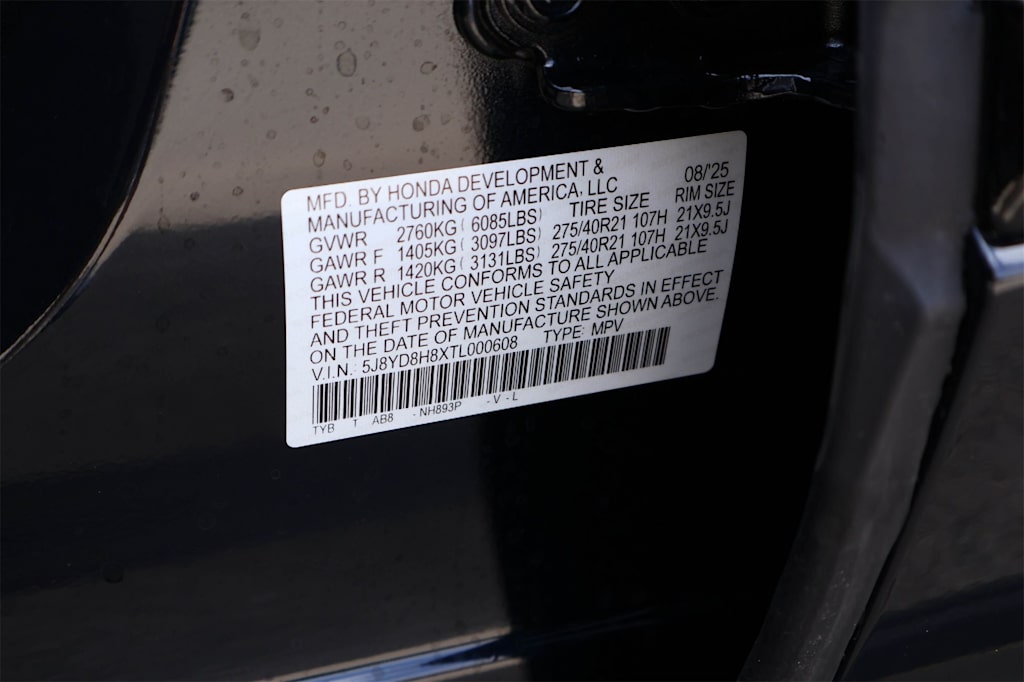 MFD. BY HONDA DEVELOPMENT & 08/'25
MANUFACTURING OF AMERICA, LLC
GVWR 2760KG ( 6085LBS) TIRE SIZE RIM SIZE
GAWR F 1405KG ( 3097LBS) 275/40R21 107H 21X9.5J
GAWR R 1420KG ( 3131LBS) 275/40R21 107H 21X9.5J
THIS VEHICLE CONFORMS TO ALL APPLICABLE
FEDERAL MOTOR VEHICLE SAFETY
AND THEFT PREVENTION STANDARDS IN EFFECT
ON THE DATE OF MANUFACTURE SHOWN ABOVE.
V.I.N.: 5J8YD8H8XTL000608 TYPE: MPV
TYB T AB8 - NH893P - V - L